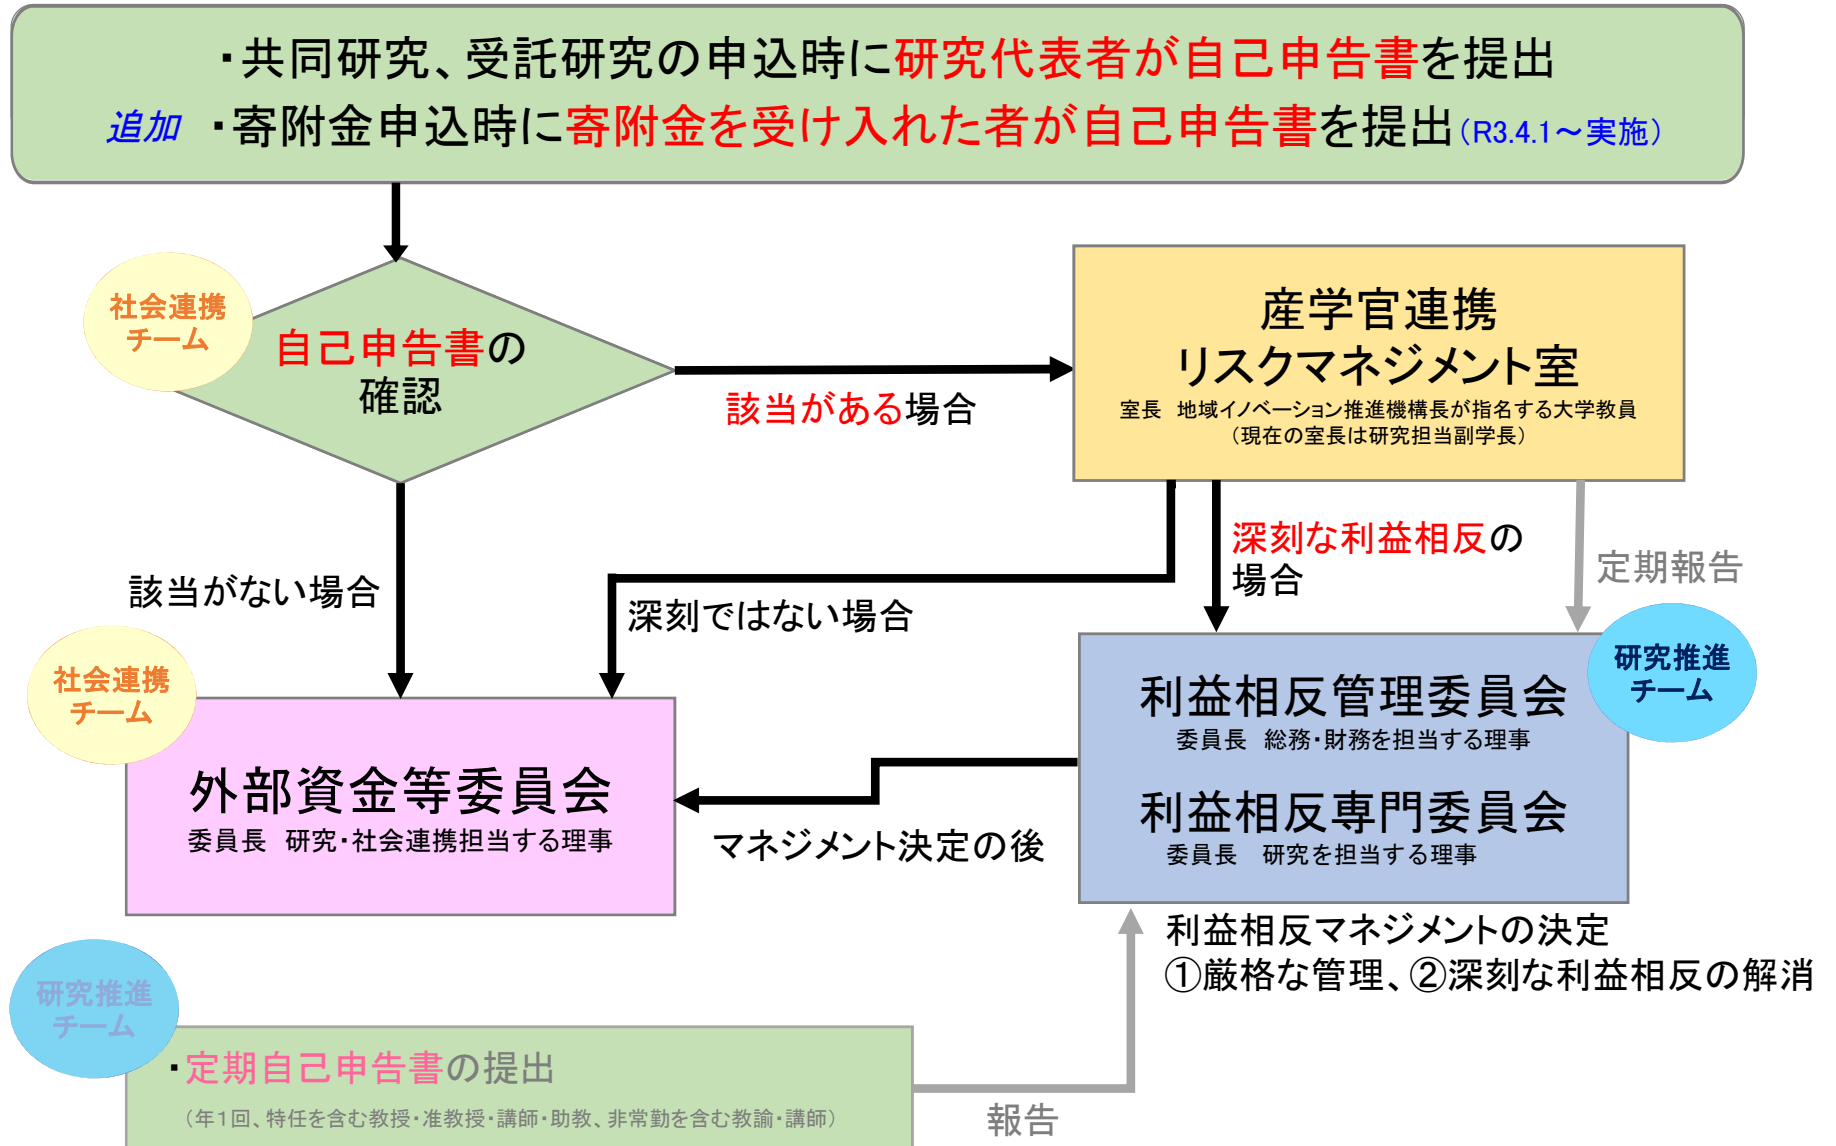 ・共同研究、受託研究の申込時に研究代表者が自己申告書を提出
追加 ・寄附金申込時に寄附金を受け入れた者が自己申告書を提出(R3.4.1～実施)
社会連携
チーム
自己申告書の
確認
該当がある場合
産学官連携
リスクマネジメント室
室長 地域イノベーション推進機構長が指名する大学教員
(現在の室長は研究担当副学長)
該当がない場合
深刻ではない場合
深刻な利益相反の
場合
定期報告
社会連携
チーム
外部資金等委員会
委員長 研究・社会連携担当する理事
マネジメント決定の後
研究推進
チーム
利益相反管理委員会
委員長 総務・財務を担当する理事
利益相反専門委員会
委員長 研究を担当する理事
利益相反マネジメントの決定
①厳格な管理、②深刻な利益相反の解消
研究推進
チーム
・定期自己申告書の提出
(年1回、特任を含む教授・准教授・講師・助教、非常勤を含む教諭・講師)
報告